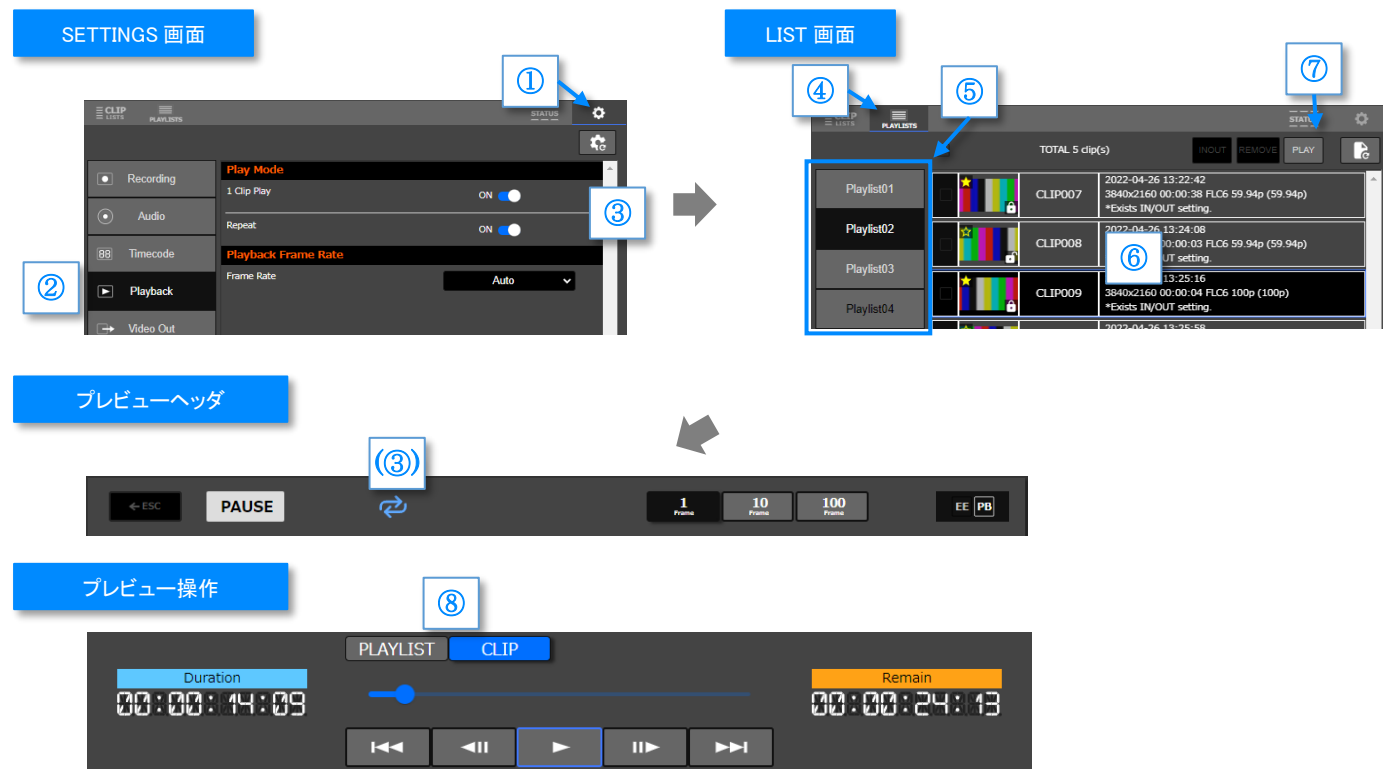 SETTINGS 画面
①
CLIP
LISTS
PLAYLISTS
STATUS
Recording
Audio
88 Timecode
②
Playback
Video Out
Play Mode
1 Clip Play
ON
③
Repeat
ON
Playback Frame Rate
Frame Rate
Auto
LIST 画面
④
⑤
⑦
CLIP
LISTS
PLAYLISTS
TOTAL 5 clip(s)
INOUT
REMOVE
PLAY
Playlist01
Playlist02
Playlist03
Playlist04
CLIP007
2022-04-26 13:22:42
3840x2160 00:00:38 FLC6 59.94p (59.94p)
*Exists IN/OUT setting.
CLIP008
2022-04-26 13:24:08
00:00:03 FLC6 59.94p (59.94p)
UT setting.
⑥
CLIP009
13:25:16
3840x2160 00:00:04 FLC6 100p (100p)
*Exists IN/OUT setting.
2022-04-26 13:25:58
プレビューヘッダ
(③)
←ESC
PAUSE
1
Frame
10
Frame
100
Frame
EE PB
プレビュー操作
⑧
PLAYLIST CLIP
Duration
00:00:14:09
Remain
00:00:24:13